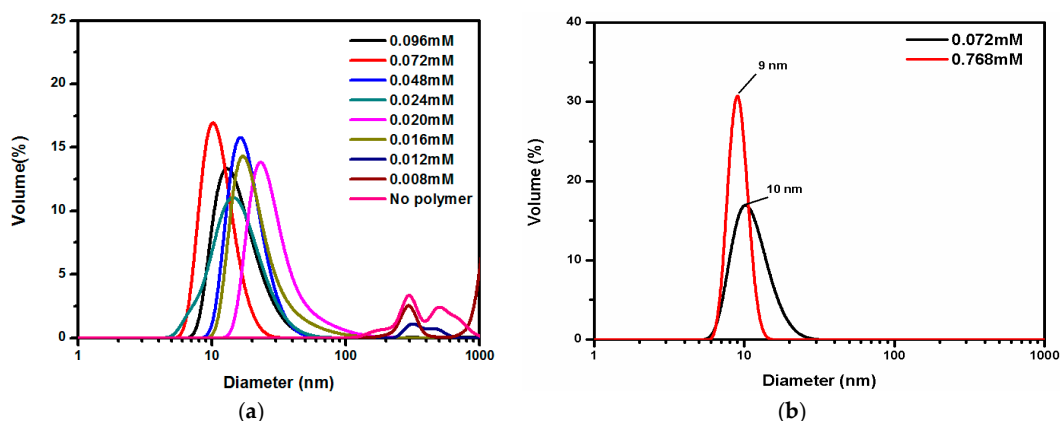 25
20
15
10
5
0
Volume(%)
0.096mM
0.072mM
0.048mM
0.024mM
0.020mM
0.016mM
0.012mM
0.008mM
No polymer
1 10 100 1000
Diameter (nm)
(a)
40
30
20
10
0
Volume (%)
0.072mM
0.768mM
9 nm
10 nm
1 10 100 1000
Diameter (nm)
(b)